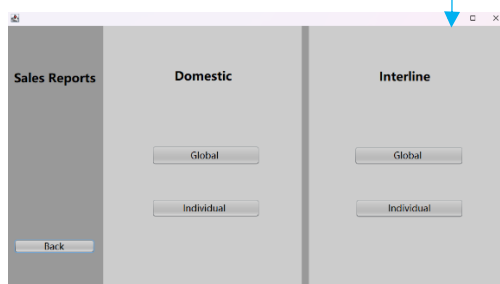 Sales Reports
Domestic
Interline
Global
Global
Individual
Individual
Back